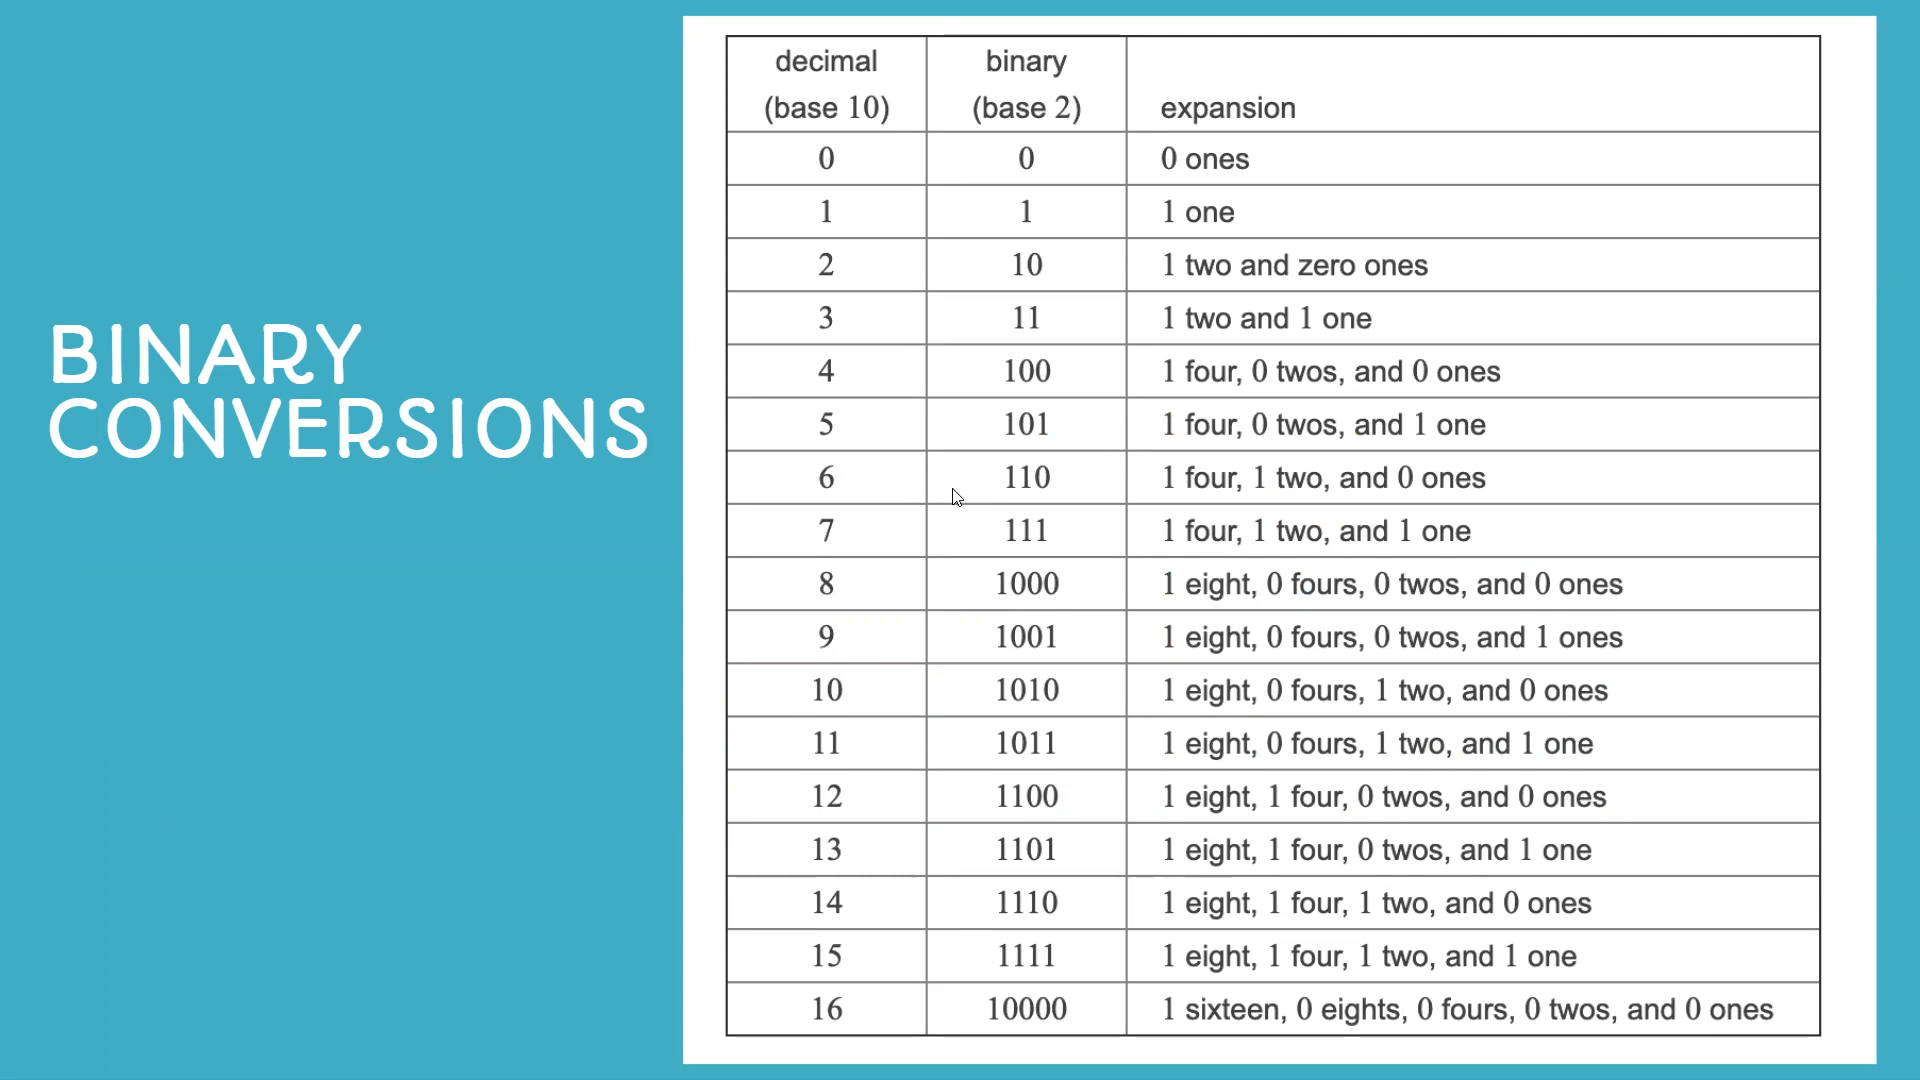 BINARY
CONVERSIONS
decimal binary
(base 10) (base 2) expansion
0 0 0 ones
1 1 1 one
2 10 1 two and zero ones
3 11 1 two and 1 one
4 100 1 four, 0 twos, and 0 ones
5 101 1 four, 0 twos, and 1 one
6 110 1 four, 1 two, and 0 ones
7 111 1 four, 1 two, and 1 one
8 1000 1 eight, 0 fours, 0 twos, and 0 ones
9 1001 1 eight, 0 fours, 0 twos, and 1 ones
10 1010 1 eight, 0 fours, 1 two, and 0 ones
11 1011 1 eight, 0 fours, 1 two, and 1 one
12 1100 1 eight, 1 four, 0 twos, and 0 ones
13 1101 1 eight, 1 four, 0 twos, and 1 one
14 1110 1 eight, 1 four, 1 two, and 0 ones
15 1111 1 eight, 1 four, 1 two, and 1 one
16 10000 1 sixteen, 0 eights, 0 fours, 0 twos, and 0 ones